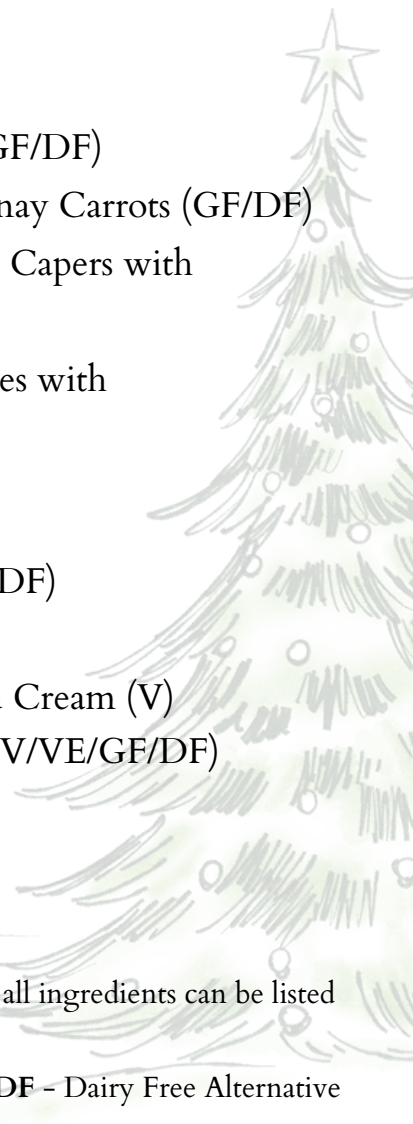 GF/DF)
nay Carrots (GF/DF)
Capers with
es with
DF)
Cream (V)
V/VE/GF/DF)
all ingredients can be listed
DF - Dairy Free Alternative